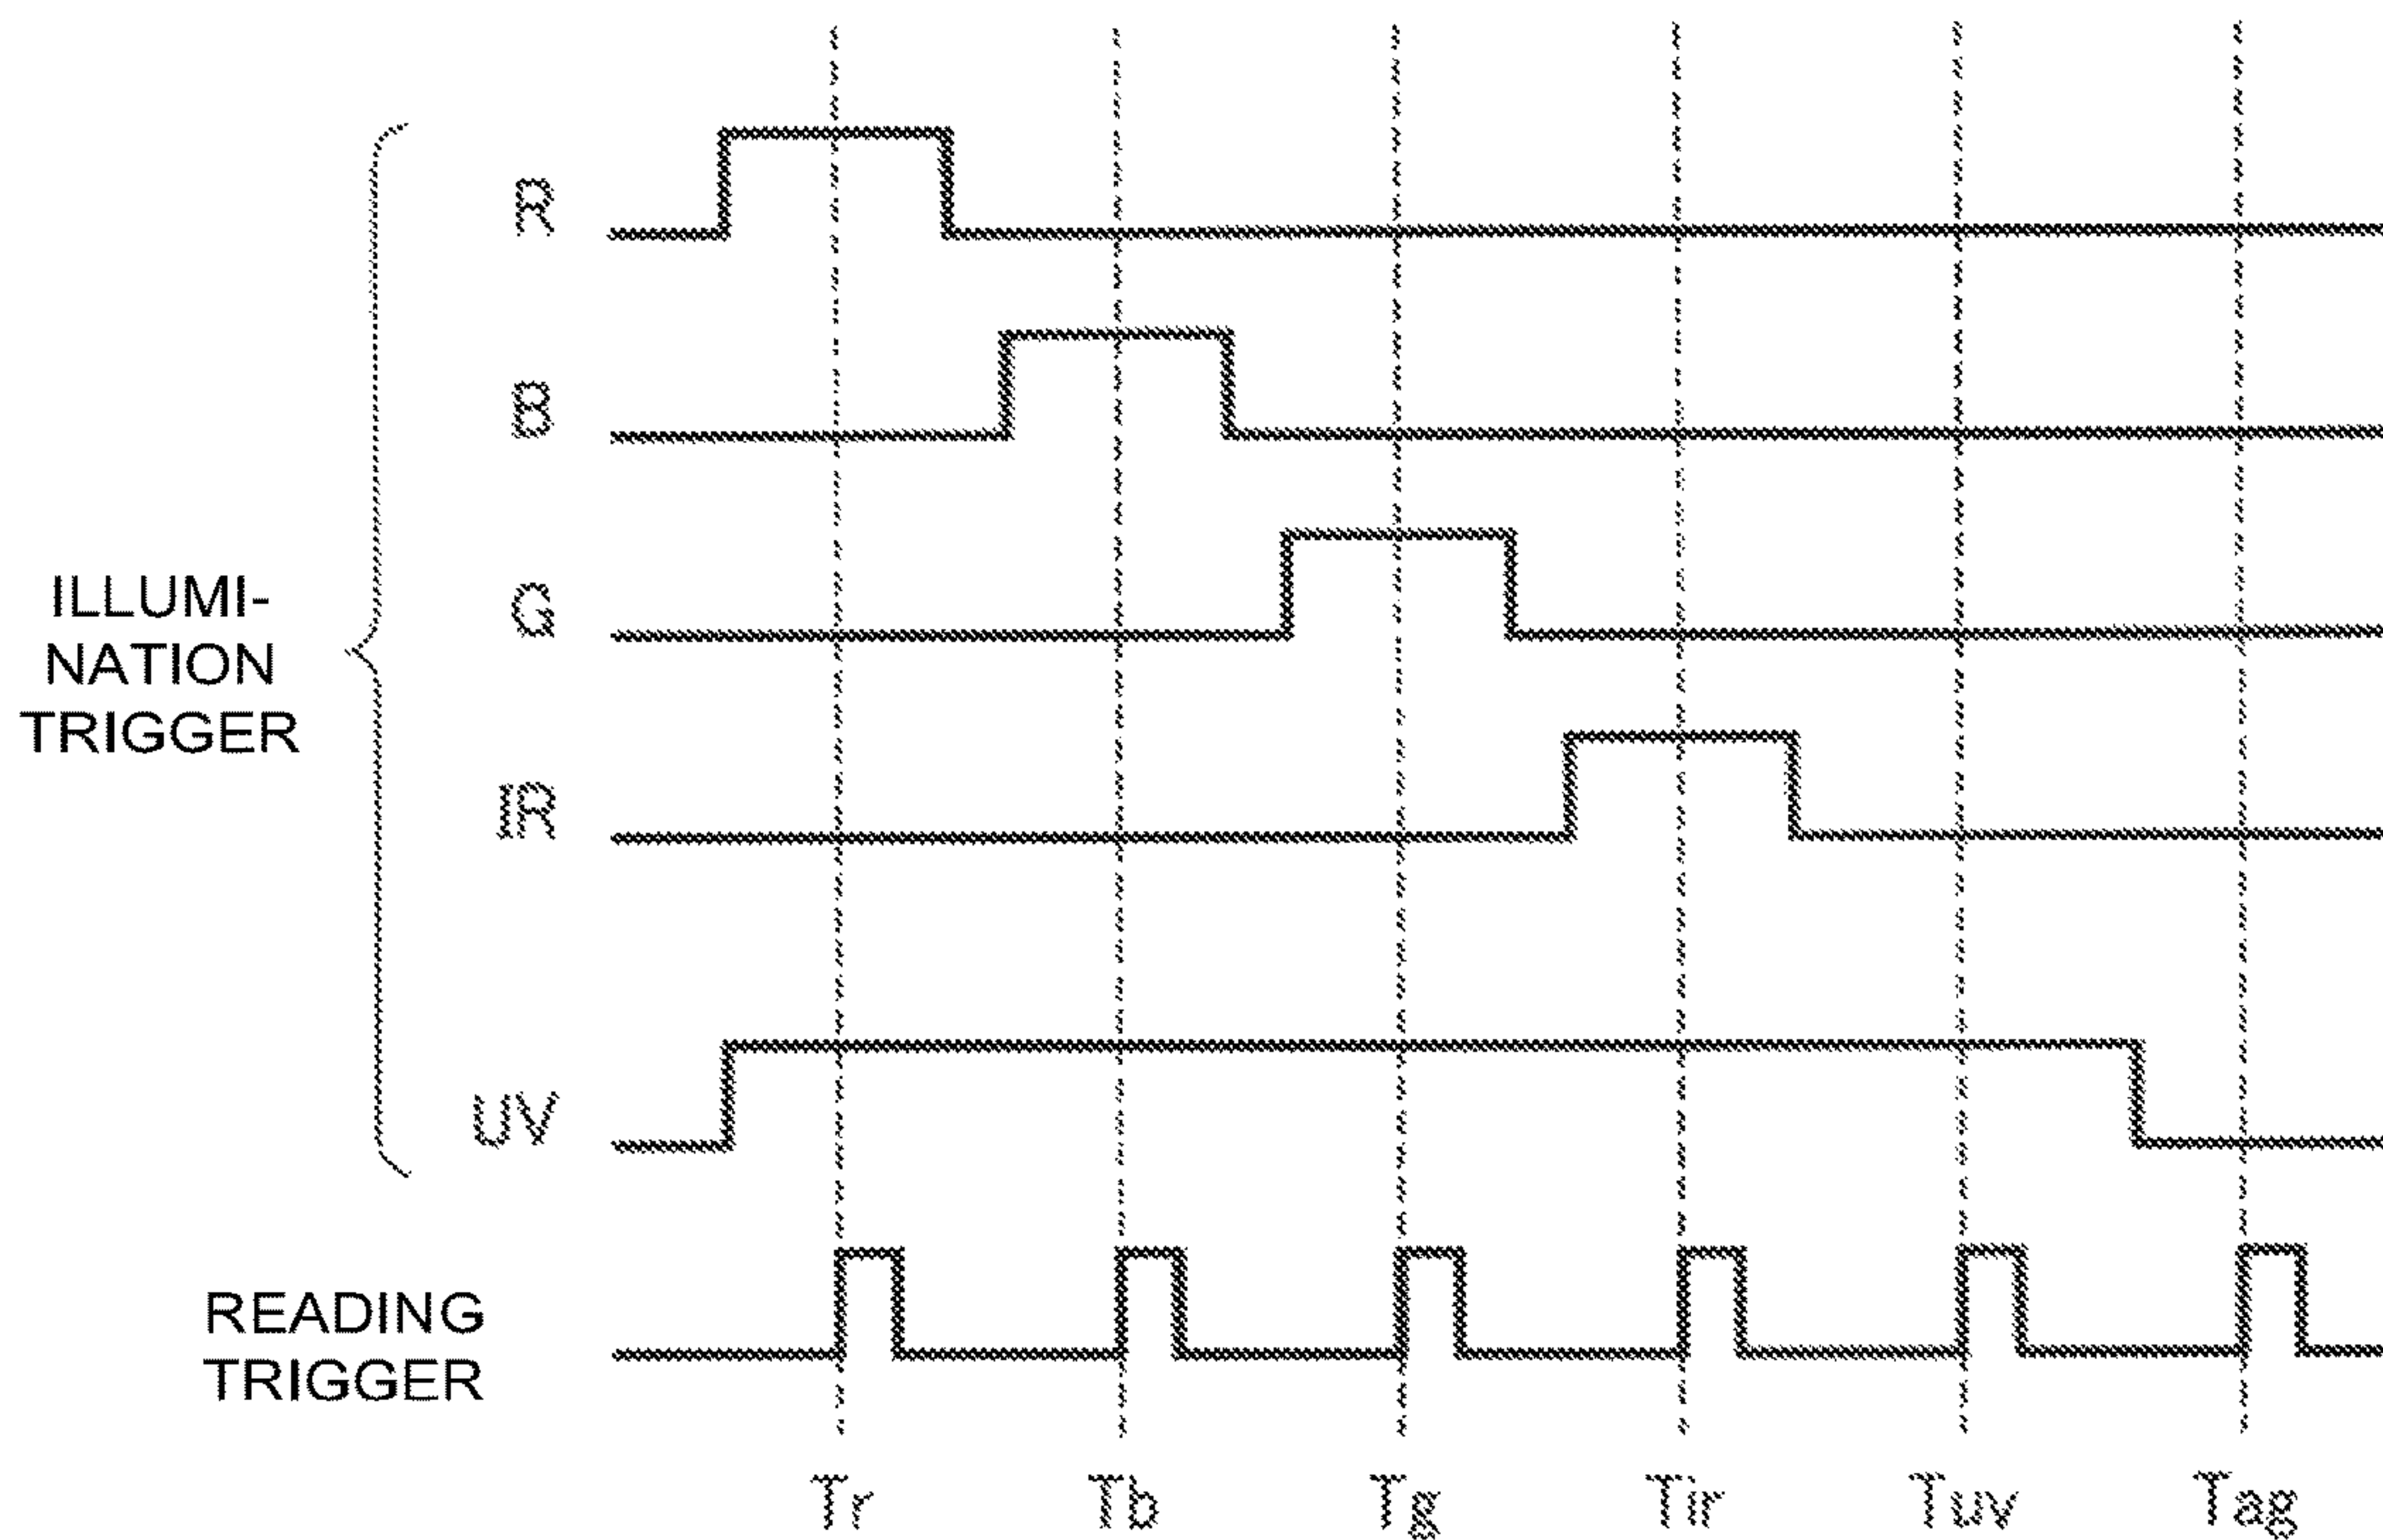 R
B
G
ILLUMI-
NATION
TRIGGER
IR
UV
READING
TRIGGER
Tr Tb Tg Tir Tuv Tag